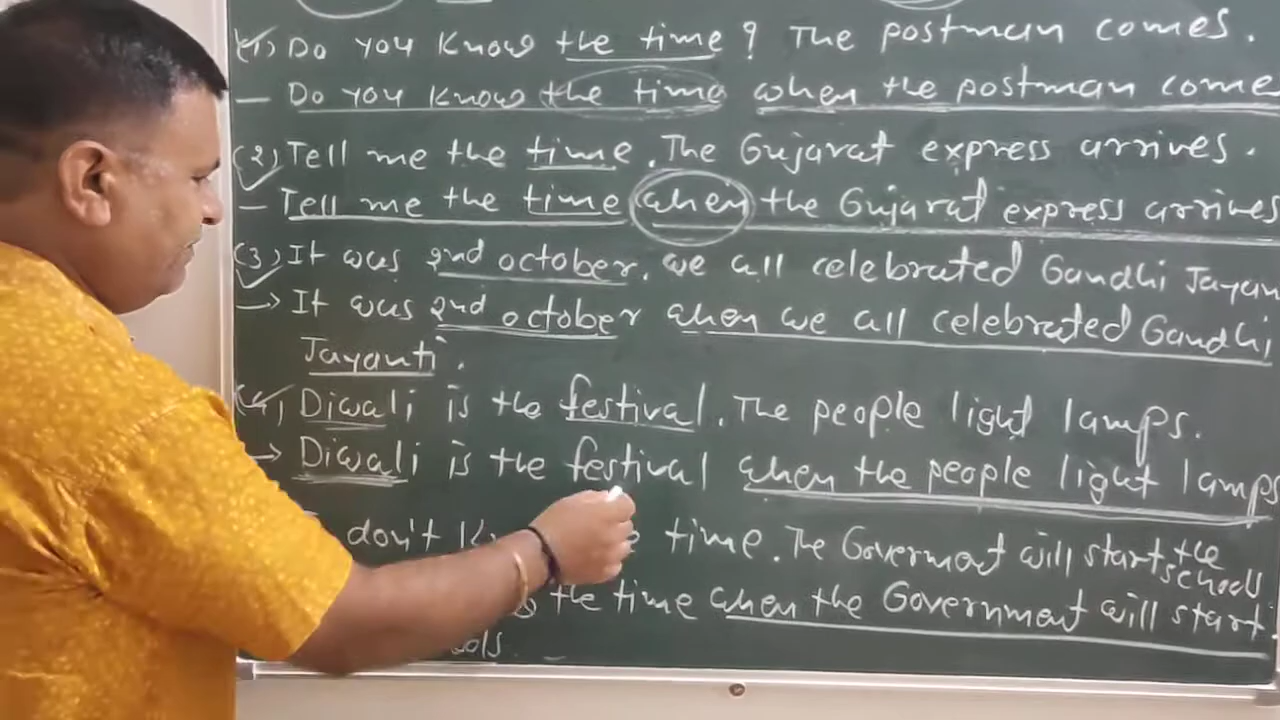 (1) Do you know the time? The postman comes.
— Do you know the time when the postman come
(2) Tell me the time. The Gujarat express arrives.
— Tell me the time when the Gujarat express arrives
(3) It was 2nd october. we all celebrated Gandhi Jayan
→ It was 2nd october when we all celebrated Gandhi
Jayanti.
(4) Diwali is the festival. The people light lamps.
→ Diwali is the festival when the people light lamps
don't time. The Goverment will start the
schools
the time when the Government will start